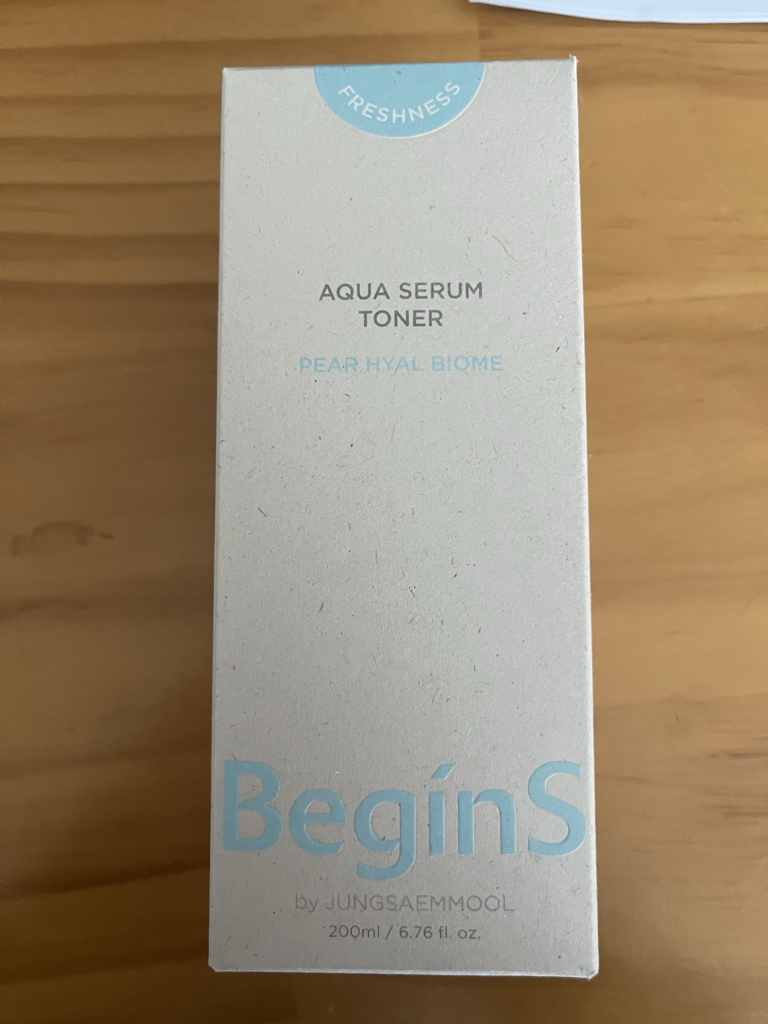 FRESHNESS
AQUA SERUM
TONER
PEAR HYAL BIOME
BegínS
by JUNGSAEMMOOL
200ml / 6.76 fl. oz.